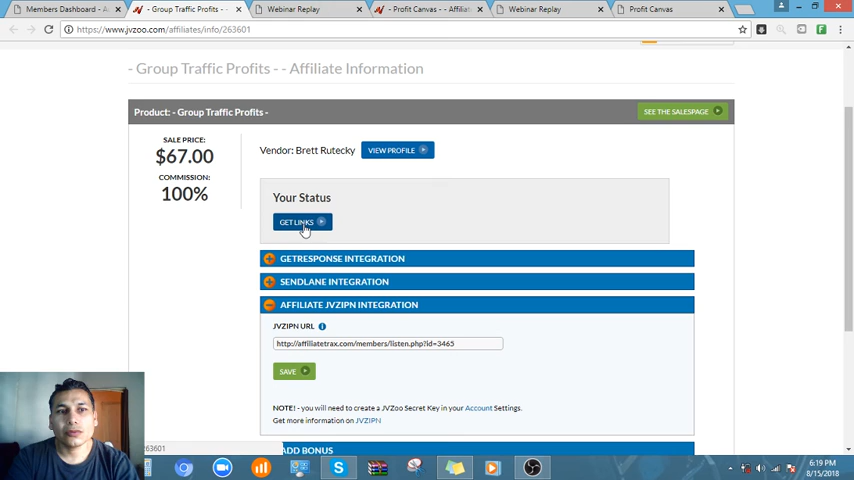 Members Dashboard - A
- Group Traffic Profits -
Webinar Replay
- Profit Canvas - - Affilia
Webinar Replay
Profit Canvas
https://www.jvzoo.com/affiliates/info/263601
- Group Traffic Profits - - Affiliate Information
Product: - Group Traffic Profits -
SEE THE SALESPAGE
SALE PRICE:
$67.00
COMMISSION:
100%
Vendor: Brett Rutecky
VIEW PROFILE
Your Status
GET LINKS
GETRESPONSE INTEGRATION
SENDLANE INTEGRATION
AFFILIATE JVZIPN INTEGRATION
JVZIPN URL
http://affiliatetrax.com/members/listen.php?id=3465
SAVE
NOTE! - you will need to create a JVZoo Secret Key in your Account Settings.
Get more information on JVZIPN
263601
ADD BONUS
6:19 PM
8/15/2018